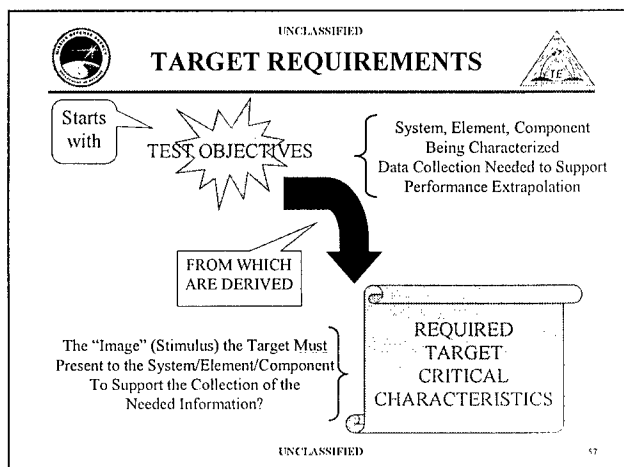 UNCLASSIFIED
TARGET REQUIREMENTS
TE
Starts
with
TEST OBJECTIVES
System, Element, Component
Being Characterized
Data Collection Needed to Support
Performance Extrapolation
FROM WHICH
ARE DERIVED
The "Image" (Stimulus) the Target Must
Present to the System/Element/Component
To Support the Collection of the
Needed Information?
REQUIRED
TARGET
CRITICAL
CHARACTERISTICS
UNCLASSIFIED
57